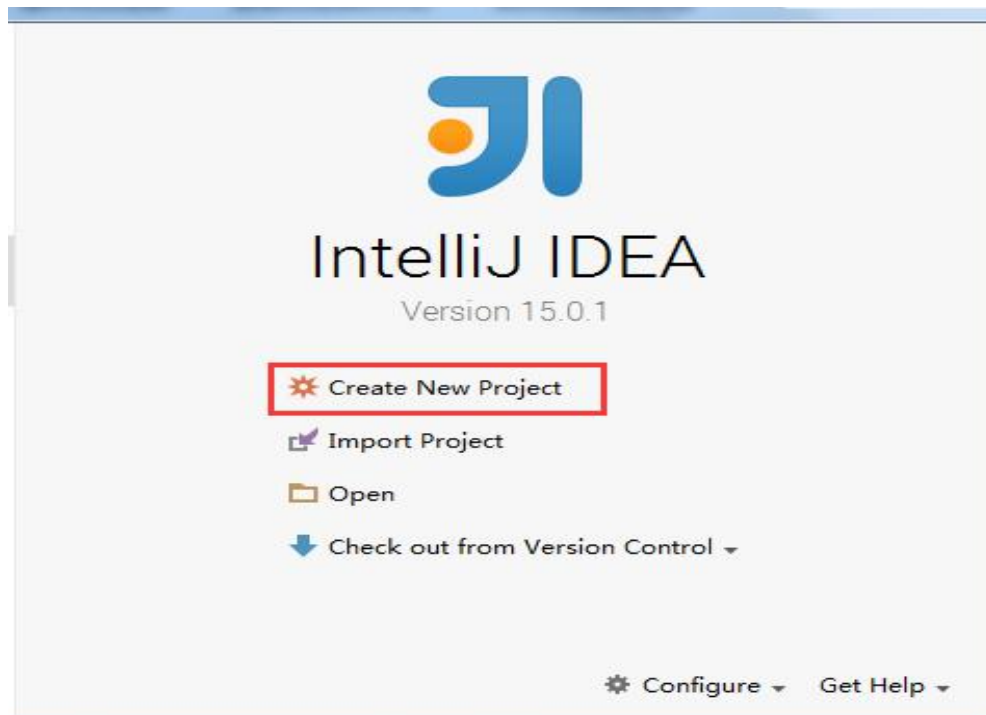 IntelliJ IDEA
Version 15.0.1
Create New Project
Import Project
Open
Check out from Version Control
Configure
Get Help